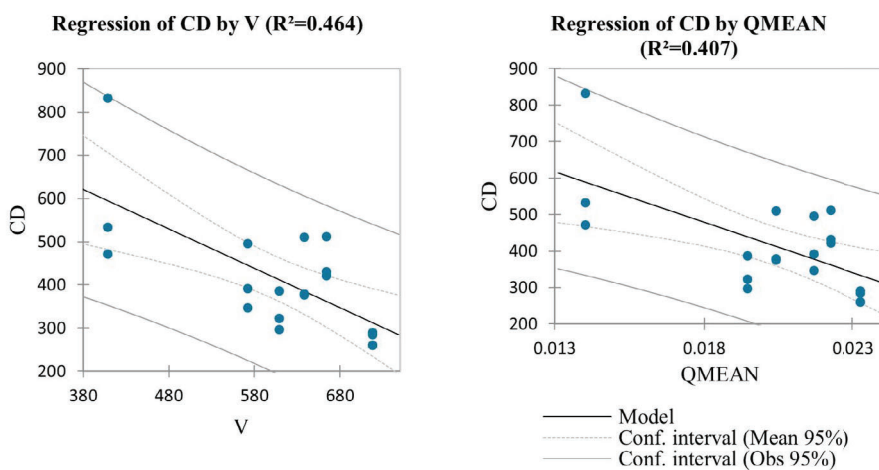 Regression of CD by V (R²=0.464)
900
800
700
600
500
400
300
200
CD
380
480
580
680
V
Regression of CD by QMEAN
(R²=0.407)
900
800
700
600
500
400
300
200
CD
0.013
0.018
0.023
QMEAN
Model
Conf. interval (Mean 95%)
Conf. interval (Obs 95%)